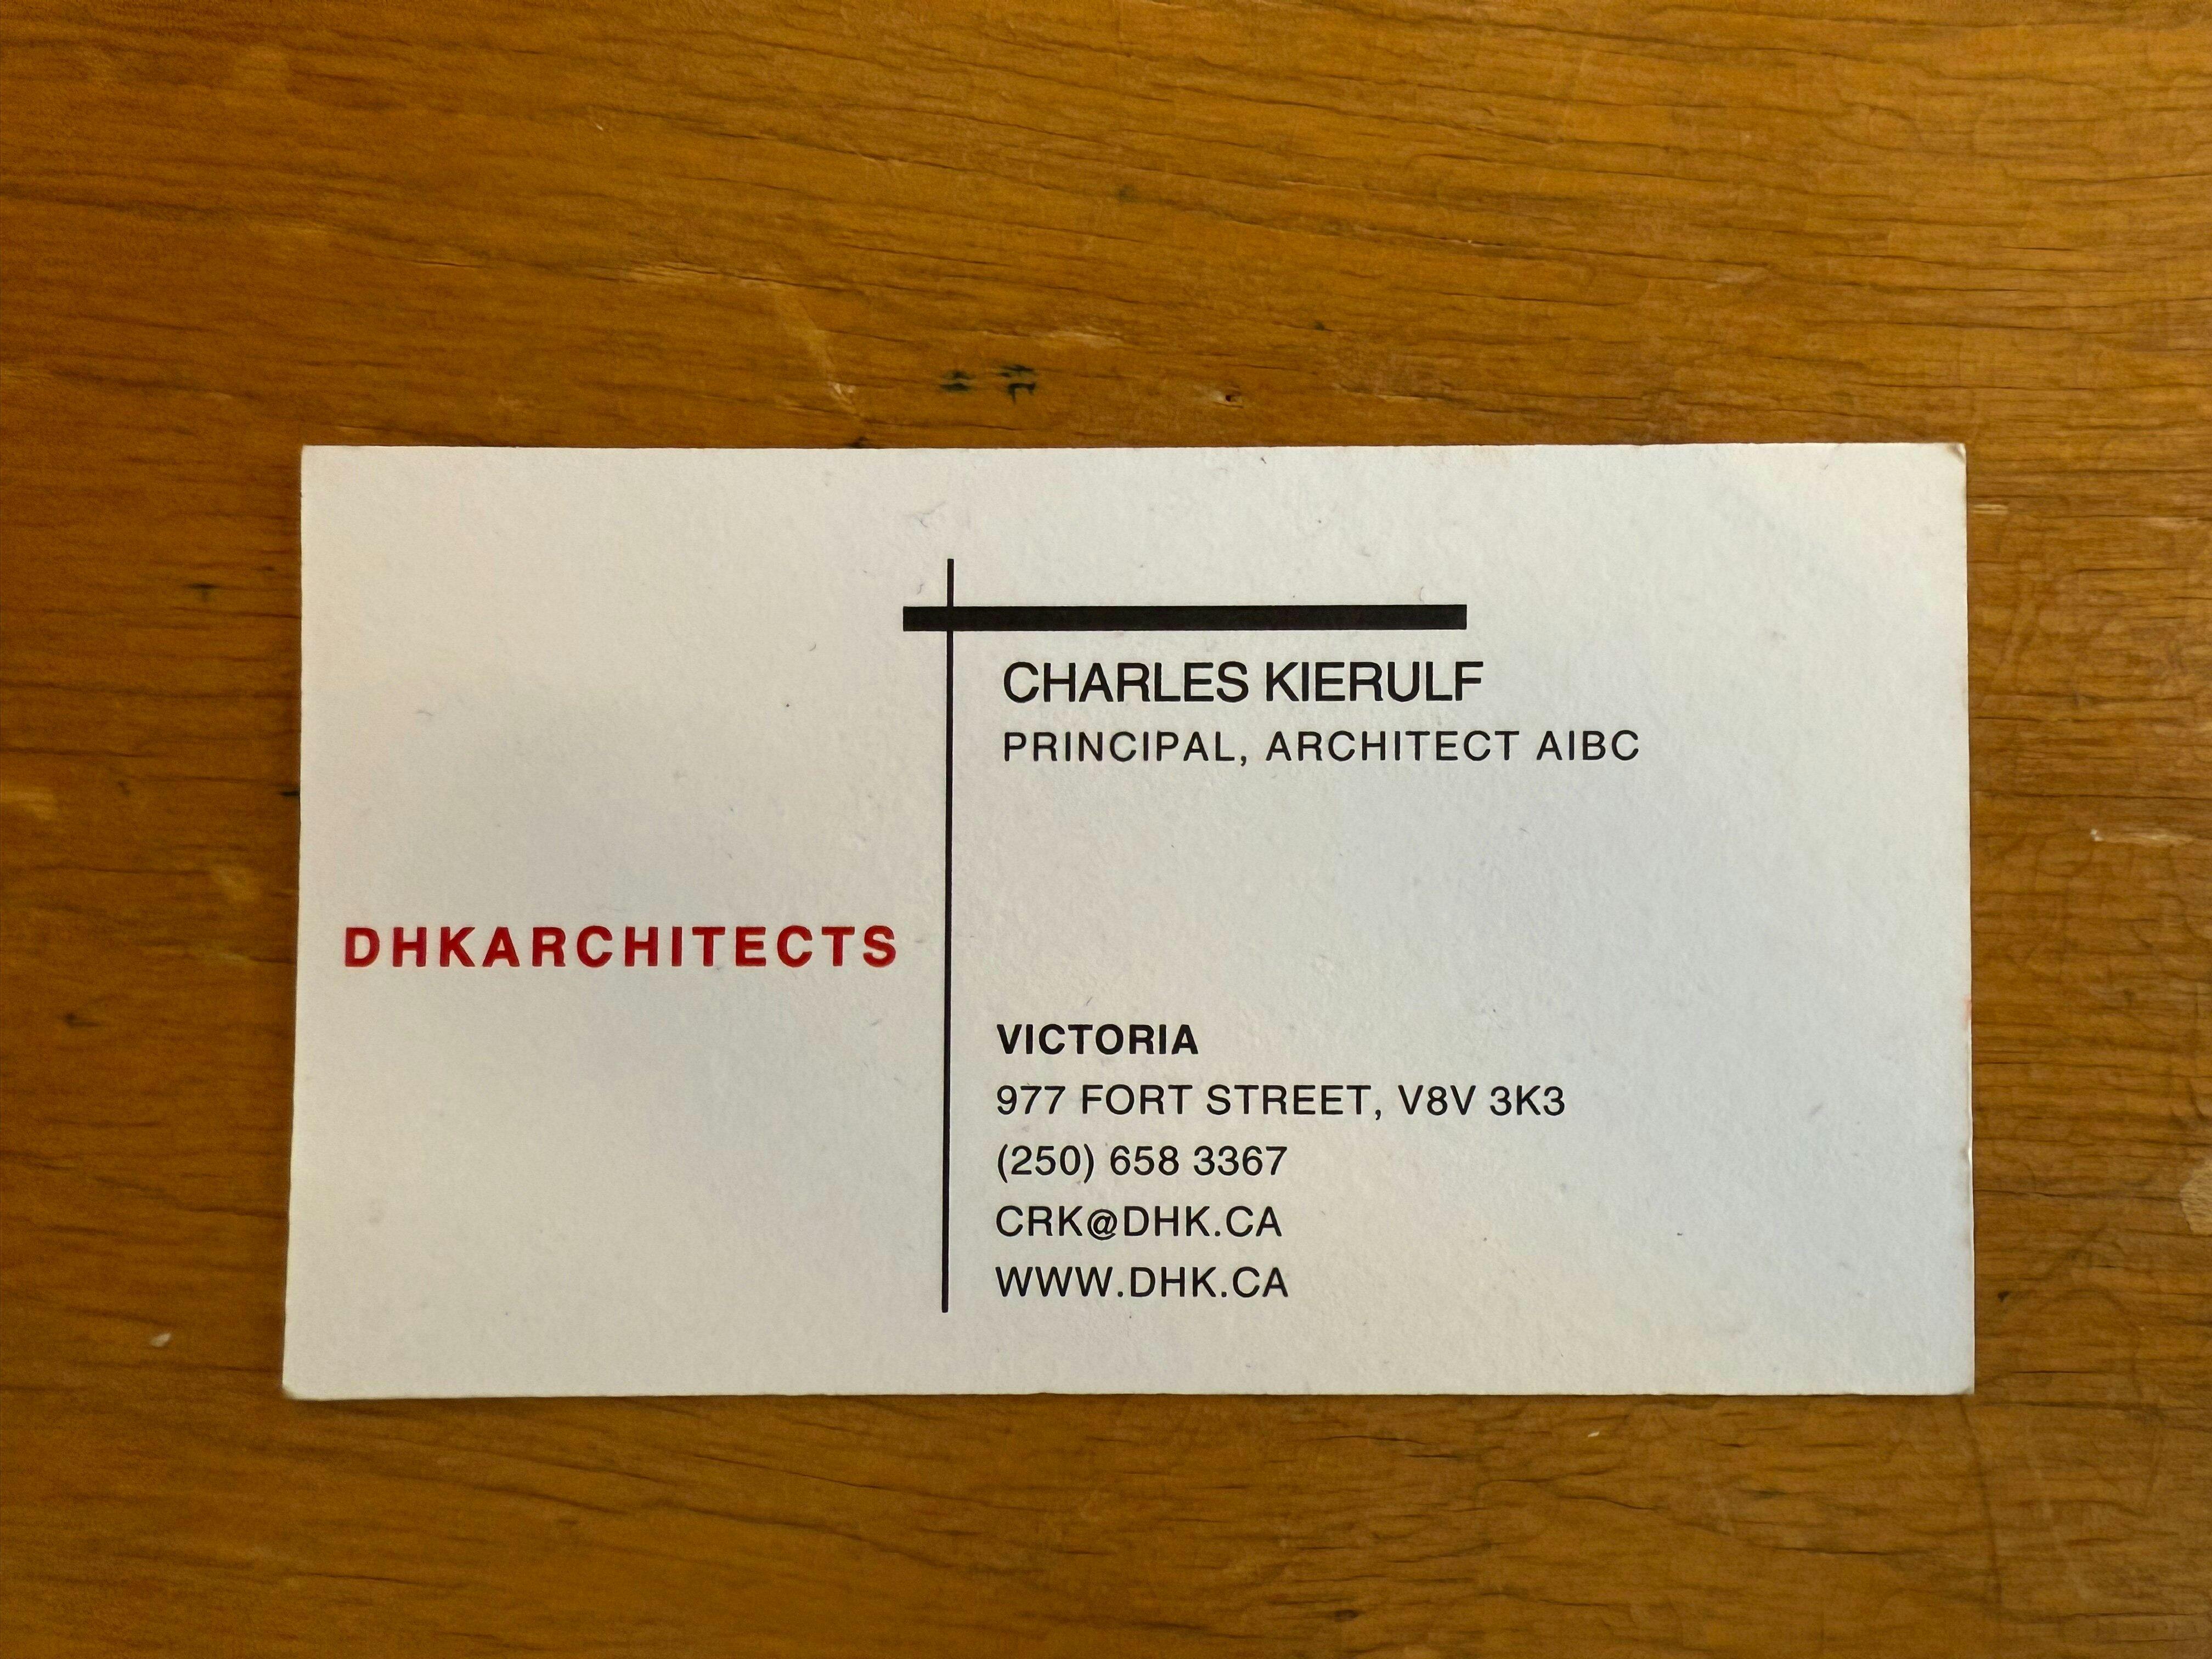 DHKARCHITECTS
CHARLES KIERULF
PRINCIPAL, ARCHITECT AIBC
VICTORIA
977 FORT STREET, V8V 3K3
(250) 658 3367
CRK@DHK.CA
WWW.DHK.CA